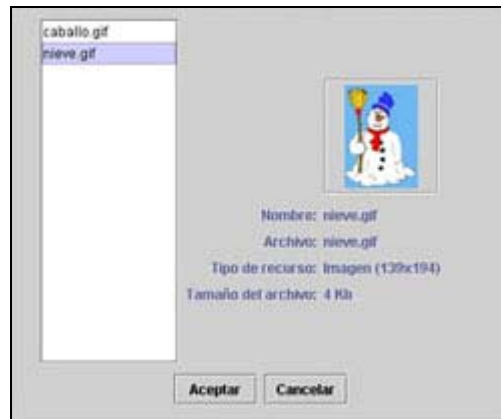 caballo.gif
nieve.gif
Nombre: nieve.gif
Archivo: nieve.gif
Tipo de recurso: Imagen (139x194)
Tamaño del archivo: 4 Kb
Aceptar
Cancelar